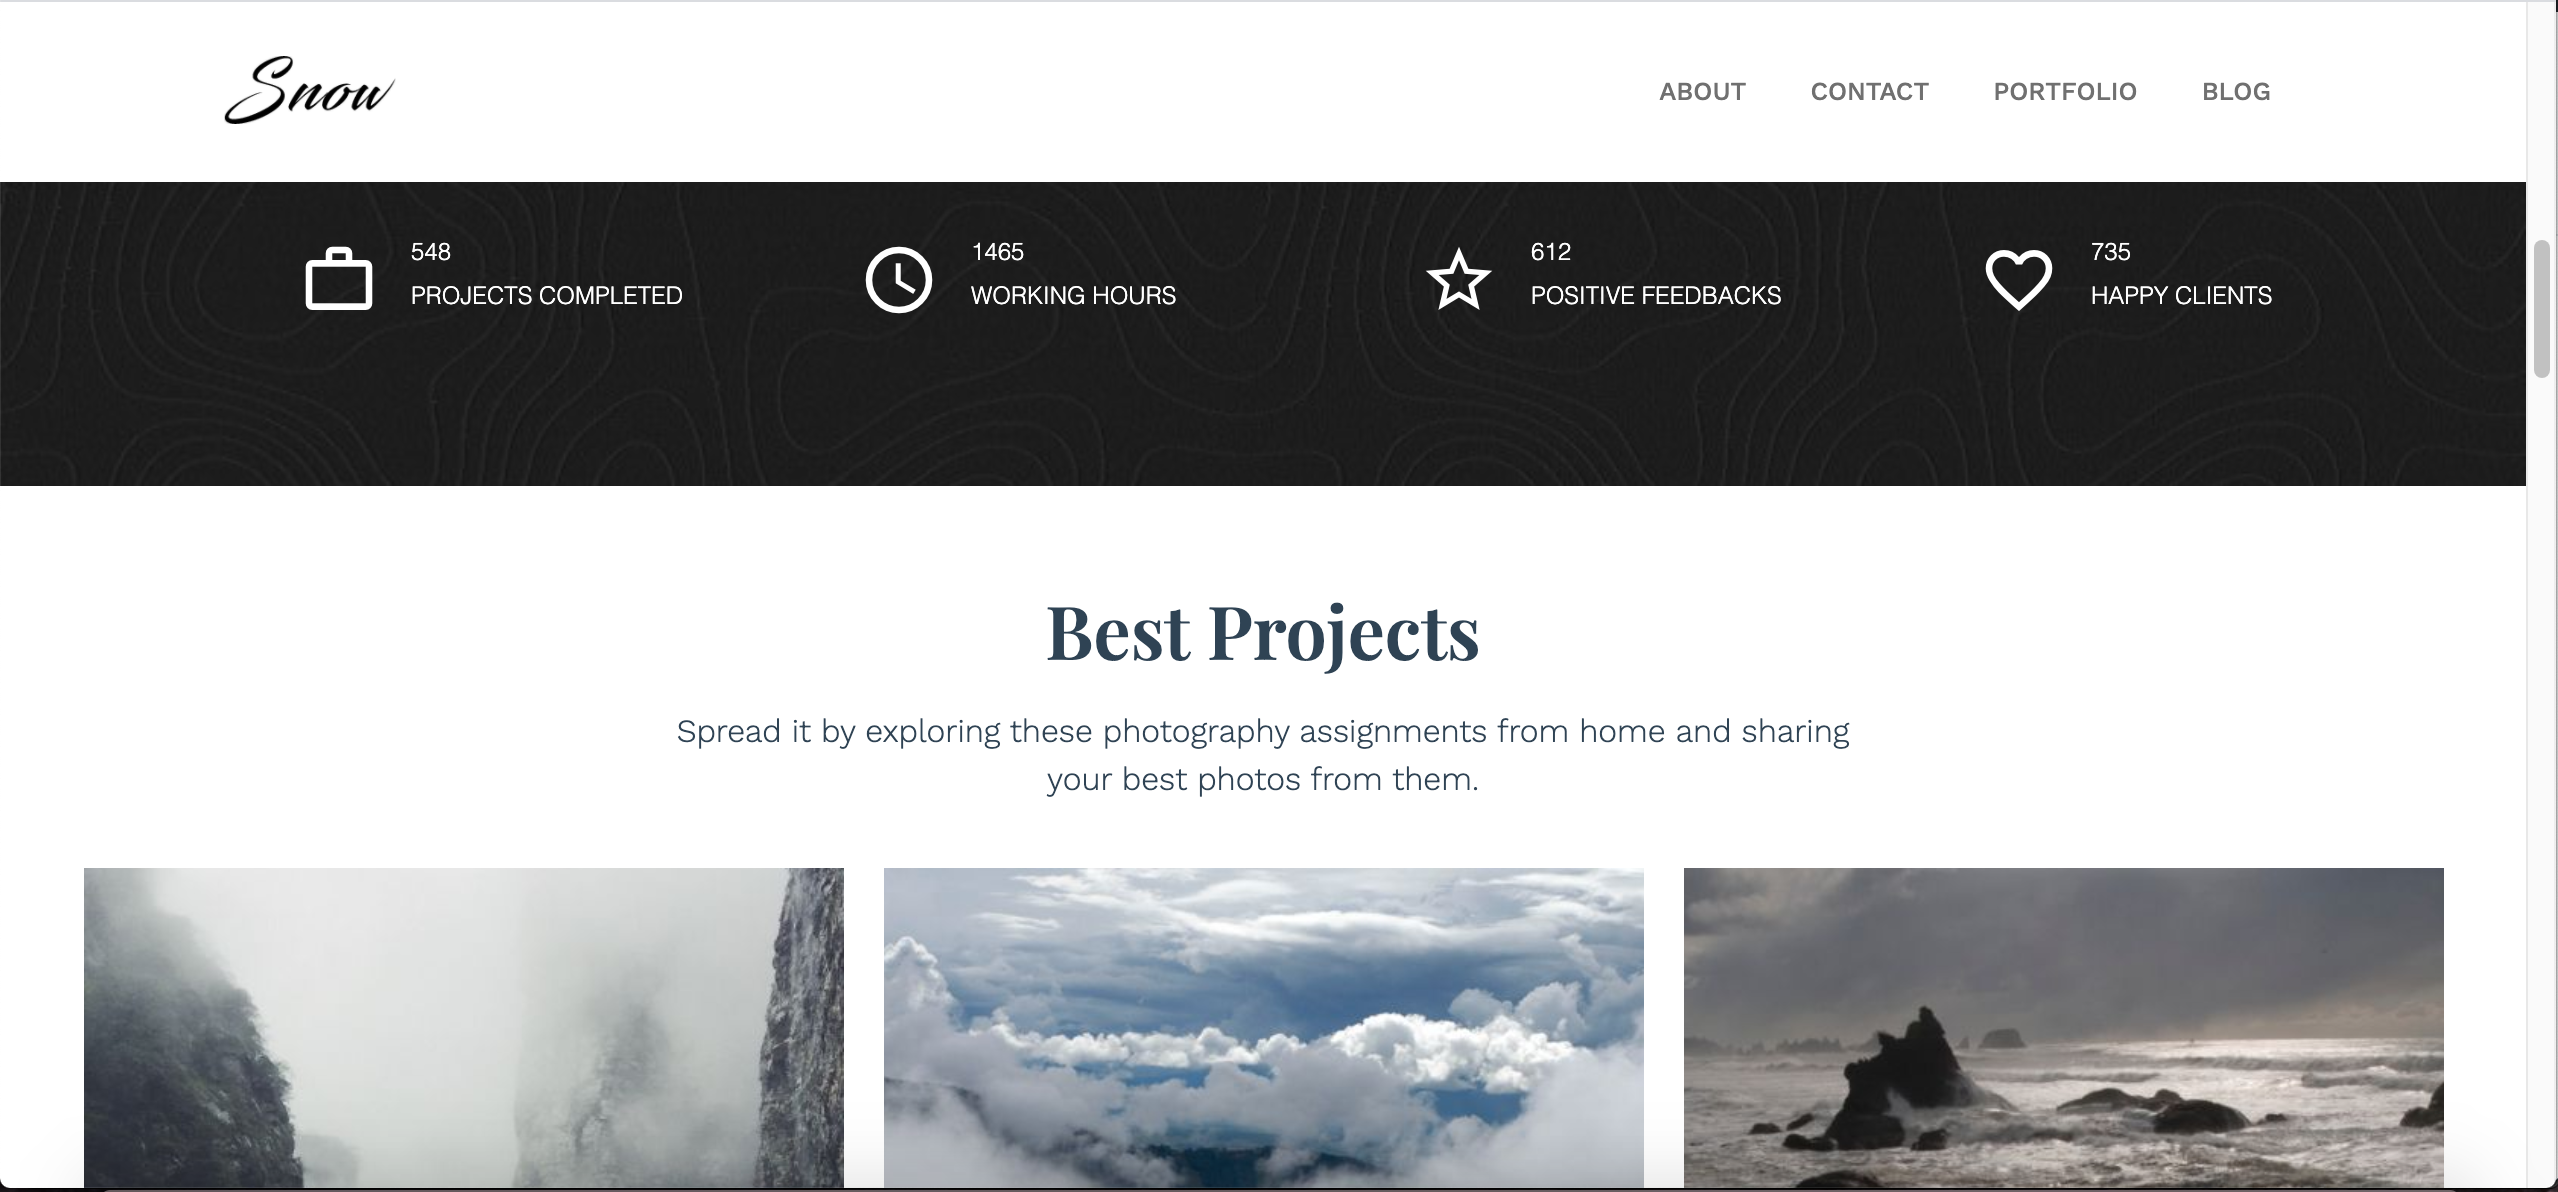 Snow
ABOUT CONTACT PORTFOLIO BLOG
548
PROJECTS COMPLETED
1465
WORKING HOURS
612
POSITIVE FEEDBACKS
735
HAPPY CLIENTS
Best Projects
Spread it by exploring these photography assignments from home and sharing
your best photos from them.